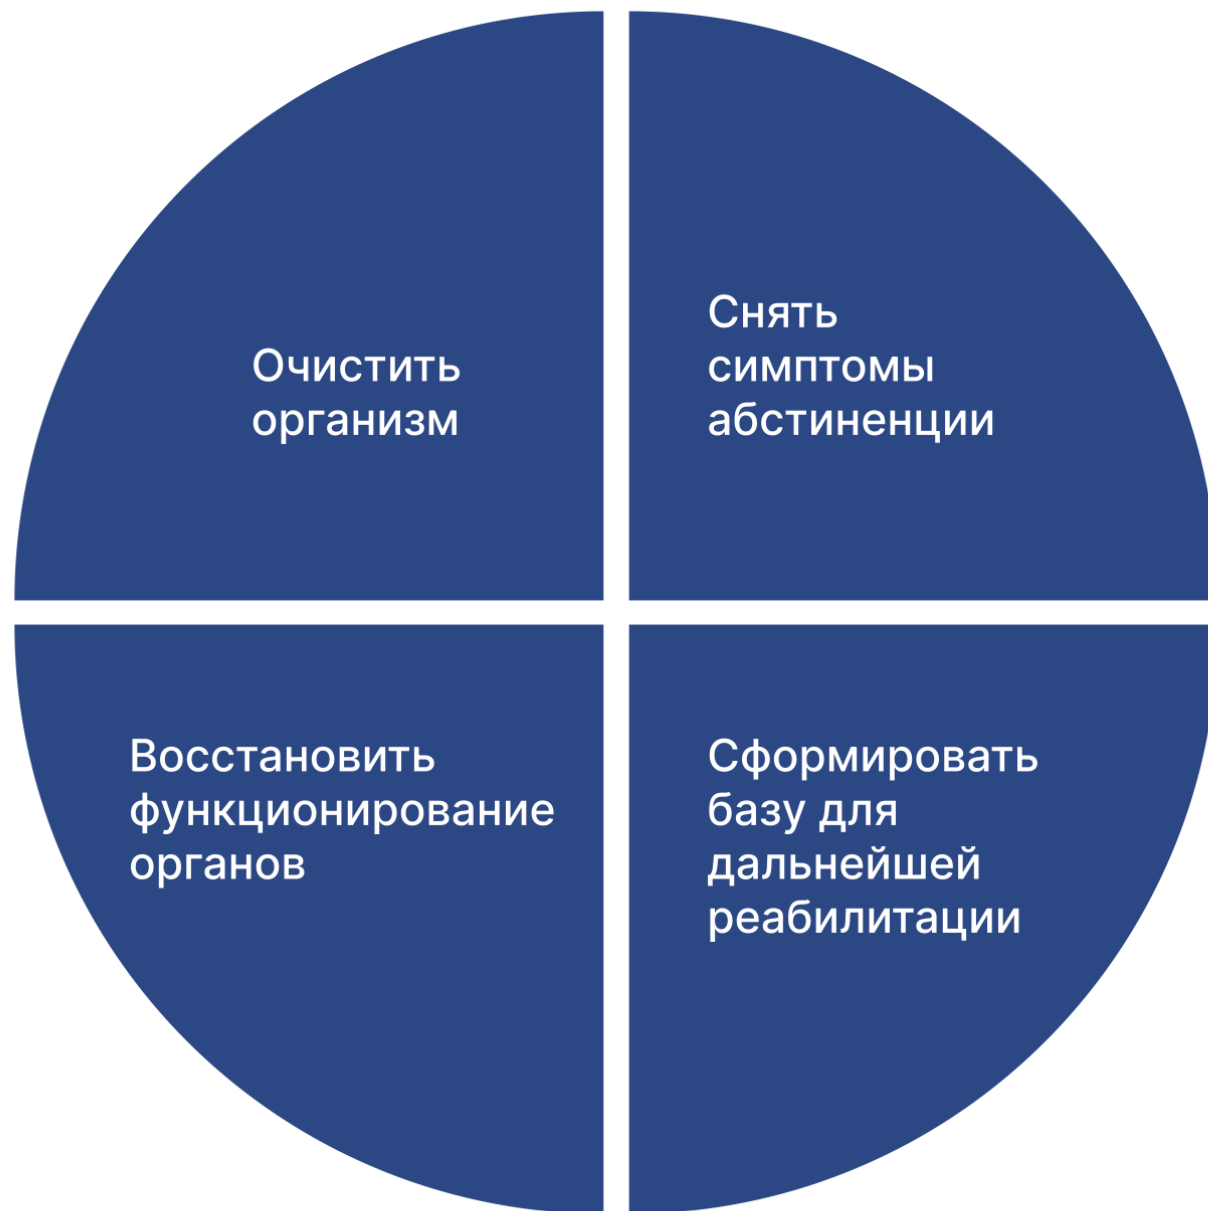 Очистить
организм
Снять
симптомы
абстиненции
Восстановить
функционирование
органов
Сформировать
базу для
дальнейшей
реабилитации